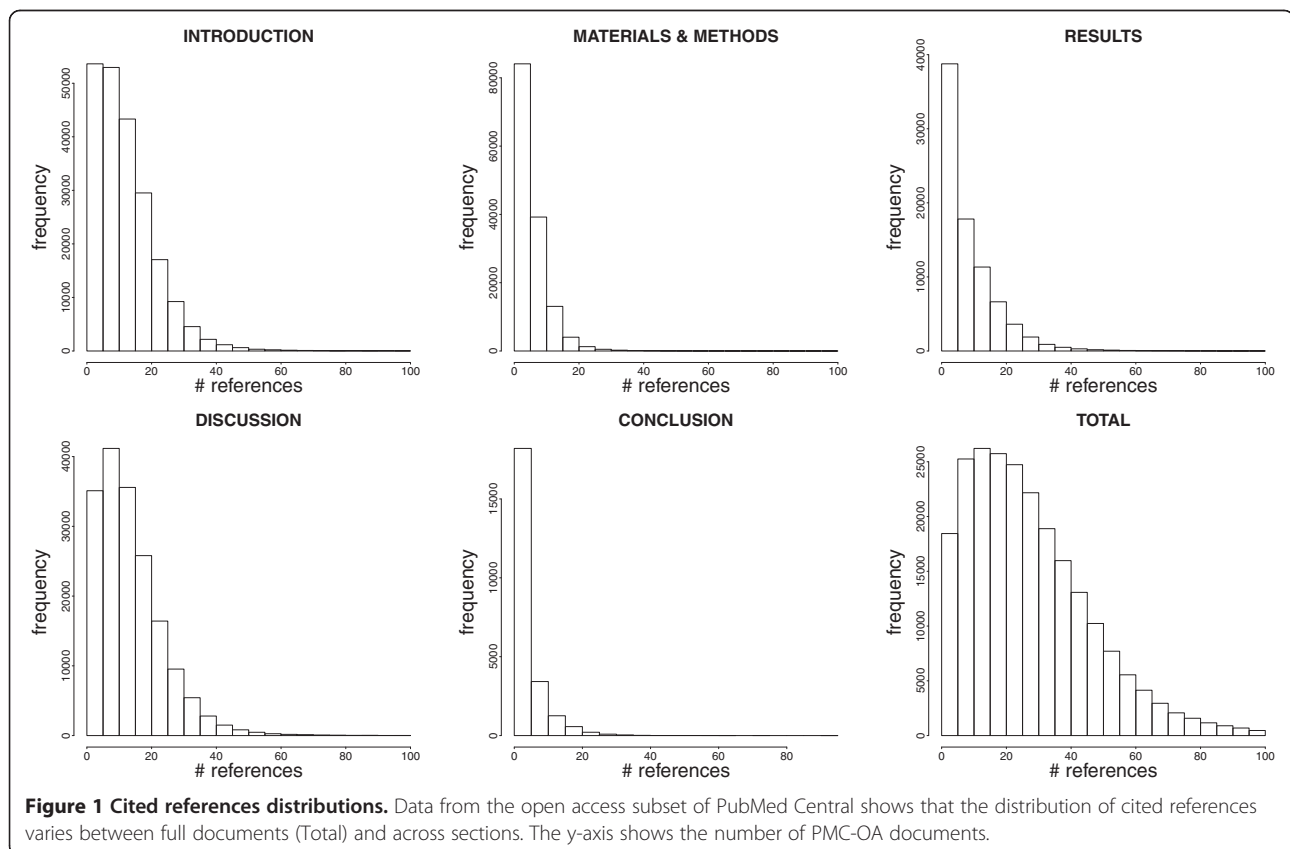 INTRODUCTION
frequency
0 10000 20000 30000 40000 50000
0 20 40 60 80 100
# references
MATERIALS & METHODS
frequency
0 20000 40000 60000 80000
0 20 40 60 80 100
# references
RESULTS
frequency
0 10000 20000 30000 40000
0 20 40 60 80 100
# references
DISCUSSION
frequency
0 10000 20000 30000 40000
0 20 40 60 80 100
# references
CONCLUSION
frequency
0 5000 15000
0 20 40 60 80
# references
TOTAL
frequency
0 5000 10000 15000 20000 25000
0 20 40 60 80 100
# references
Figure 1 Cited references distributions. Data from the open access subset of PubMed Central shows that the distribution of cited references
varies between full documents (Total) and across sections. The y-axis shows the number of PMC-OA documents.